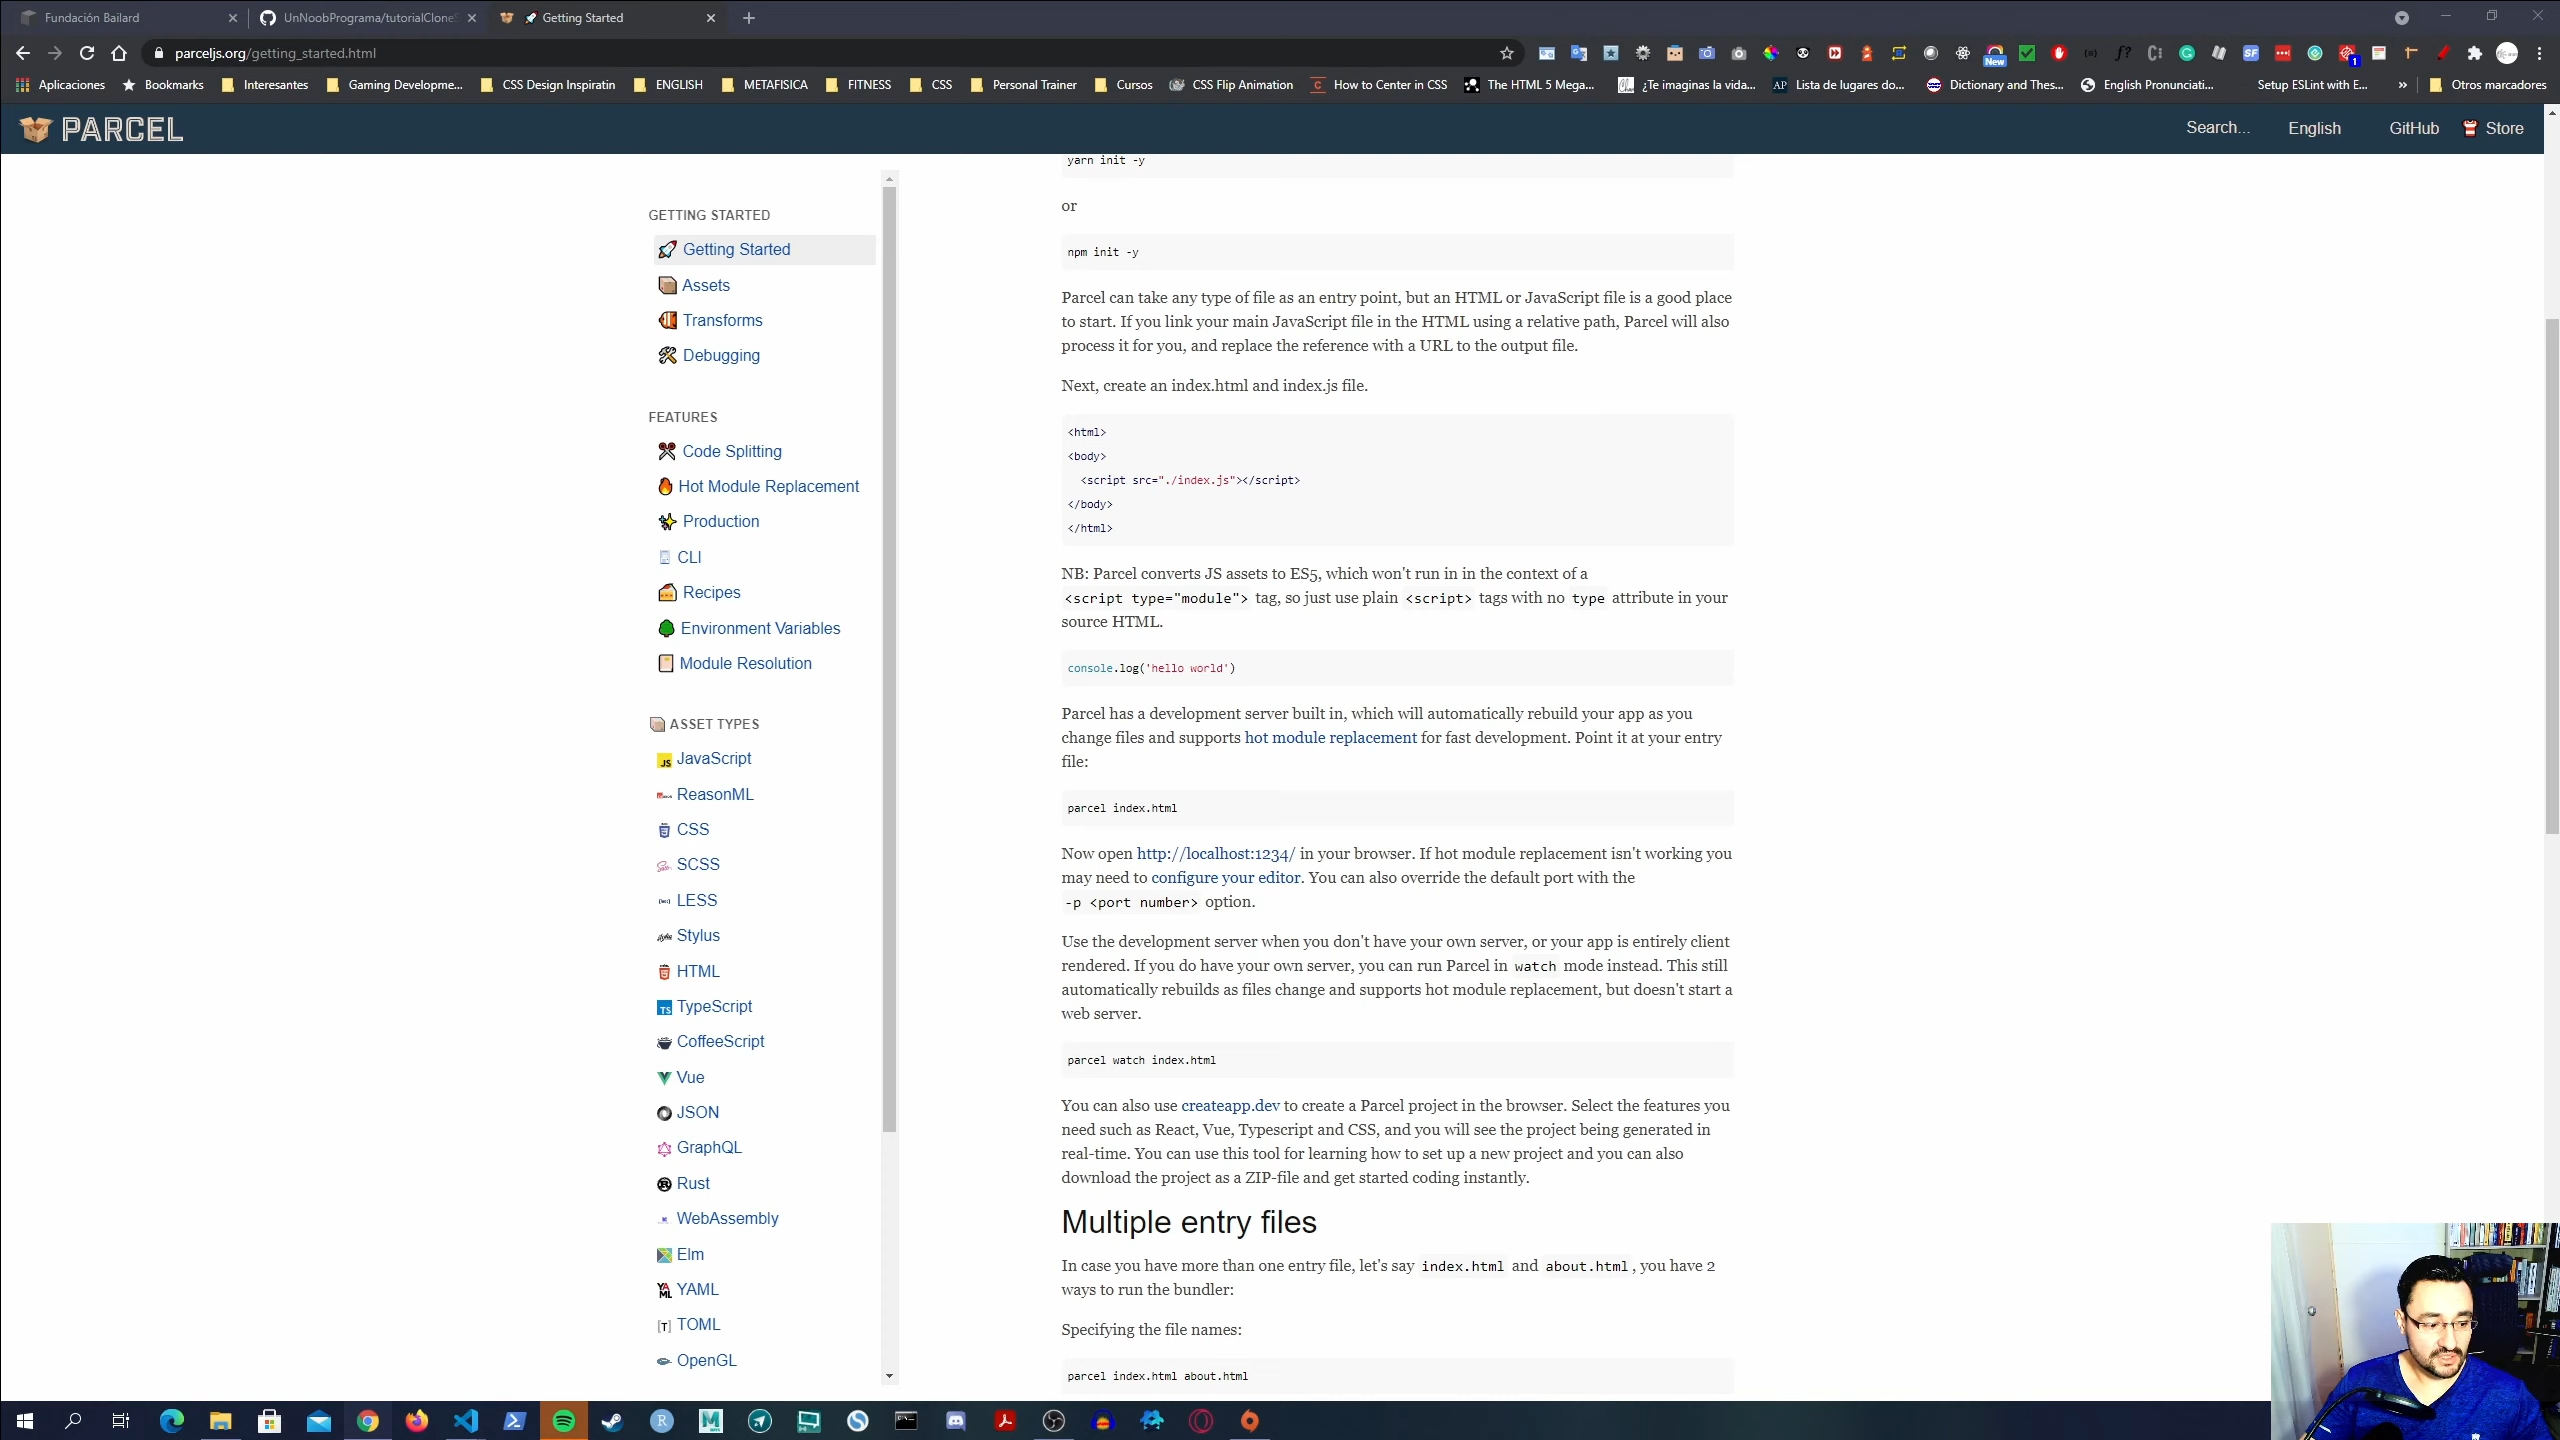 Fundación Bailard
UnNoobPrograma/tutorialClone
Getting Started
parceljs.org/getting_started.html
New
1
Aplicaciones
Bookmarks
Interesantes
Gaming Developme...
CSS Design Inspiratin
ENGLISH
METAFISICA
FITNESS
CSS
Personal Trainer
Cursos
CSS Flip Animation
How to Center in CSS
The HTML 5 Mega...
¿Te imaginas la vida...
Lista de lugares do...
Dictionary and Thes...
English Pronunciati...
Setup ESLint with E...
»
Otros marcadores
PARCEL
Search...
English
GitHub
Store
GETTING STARTED
Getting Started
Assets
Transforms
Debugging
FEATURES
Code Splitting
Hot Module Replacement
Production
CLI
Recipes
Environment Variables
Module Resolution
ASSET TYPES
JavaScript
ReasonML
CSS
SCSS
LESS
Stylus
HTML
TypeScript
CoffeeScript
Vue
JSON
GraphQL
Rust
WebAssembly
Elm
YAML
TOML
OpenGL
yarn init -y
or
npm init -y
Parcel can take any type of file as an entry point, but an HTML or JavaScript file is a good place
to start. If you link your main JavaScript file in the HTML using a relative path, Parcel will also
process it for you, and replace the reference with a URL to the output file.
Next, create an index.html and index.js file.
<html>
<body>
<script src="./index.js"></script>
</body>
</html>
NB: Parcel converts JS assets to ES5, which won't run in in the context of a
<script type="module"> tag, so just use plain <script> tags with no type attribute in your
source HTML.
console.log('hello world')
Parcel has a development server built in, which will automatically rebuild your app as you
change files and supports hot module replacement for fast development. Point it at your entry
file:
parcel index.html
Now open http://localhost:1234/ in your browser. If hot module replacement isn't working you
may need to configure your editor. You can also override the default port with the
-p <port number> option.
Use the development server when you don't have your own server, or your app is entirely client
rendered. If you do have your own server, you can run Parcel in watch mode instead. This still
automatically rebuilds as files change and supports hot module replacement, but doesn't start a
web server.
parcel watch index.html
You can also use createapp.dev to create a Parcel project in the browser. Select the features you
need such as React, Vue, Typescript and CSS, and you will see the project being generated in
real-time. You can use this tool for learning how to set up a new project and you can also
download the project as a ZIP-file and get started coding instantly.
Multiple entry files
In case you have more than one entry file, let's say index.html and about.html, you have 2
ways to run the bundler:
Specifying the file names:
parcel index.html about.html